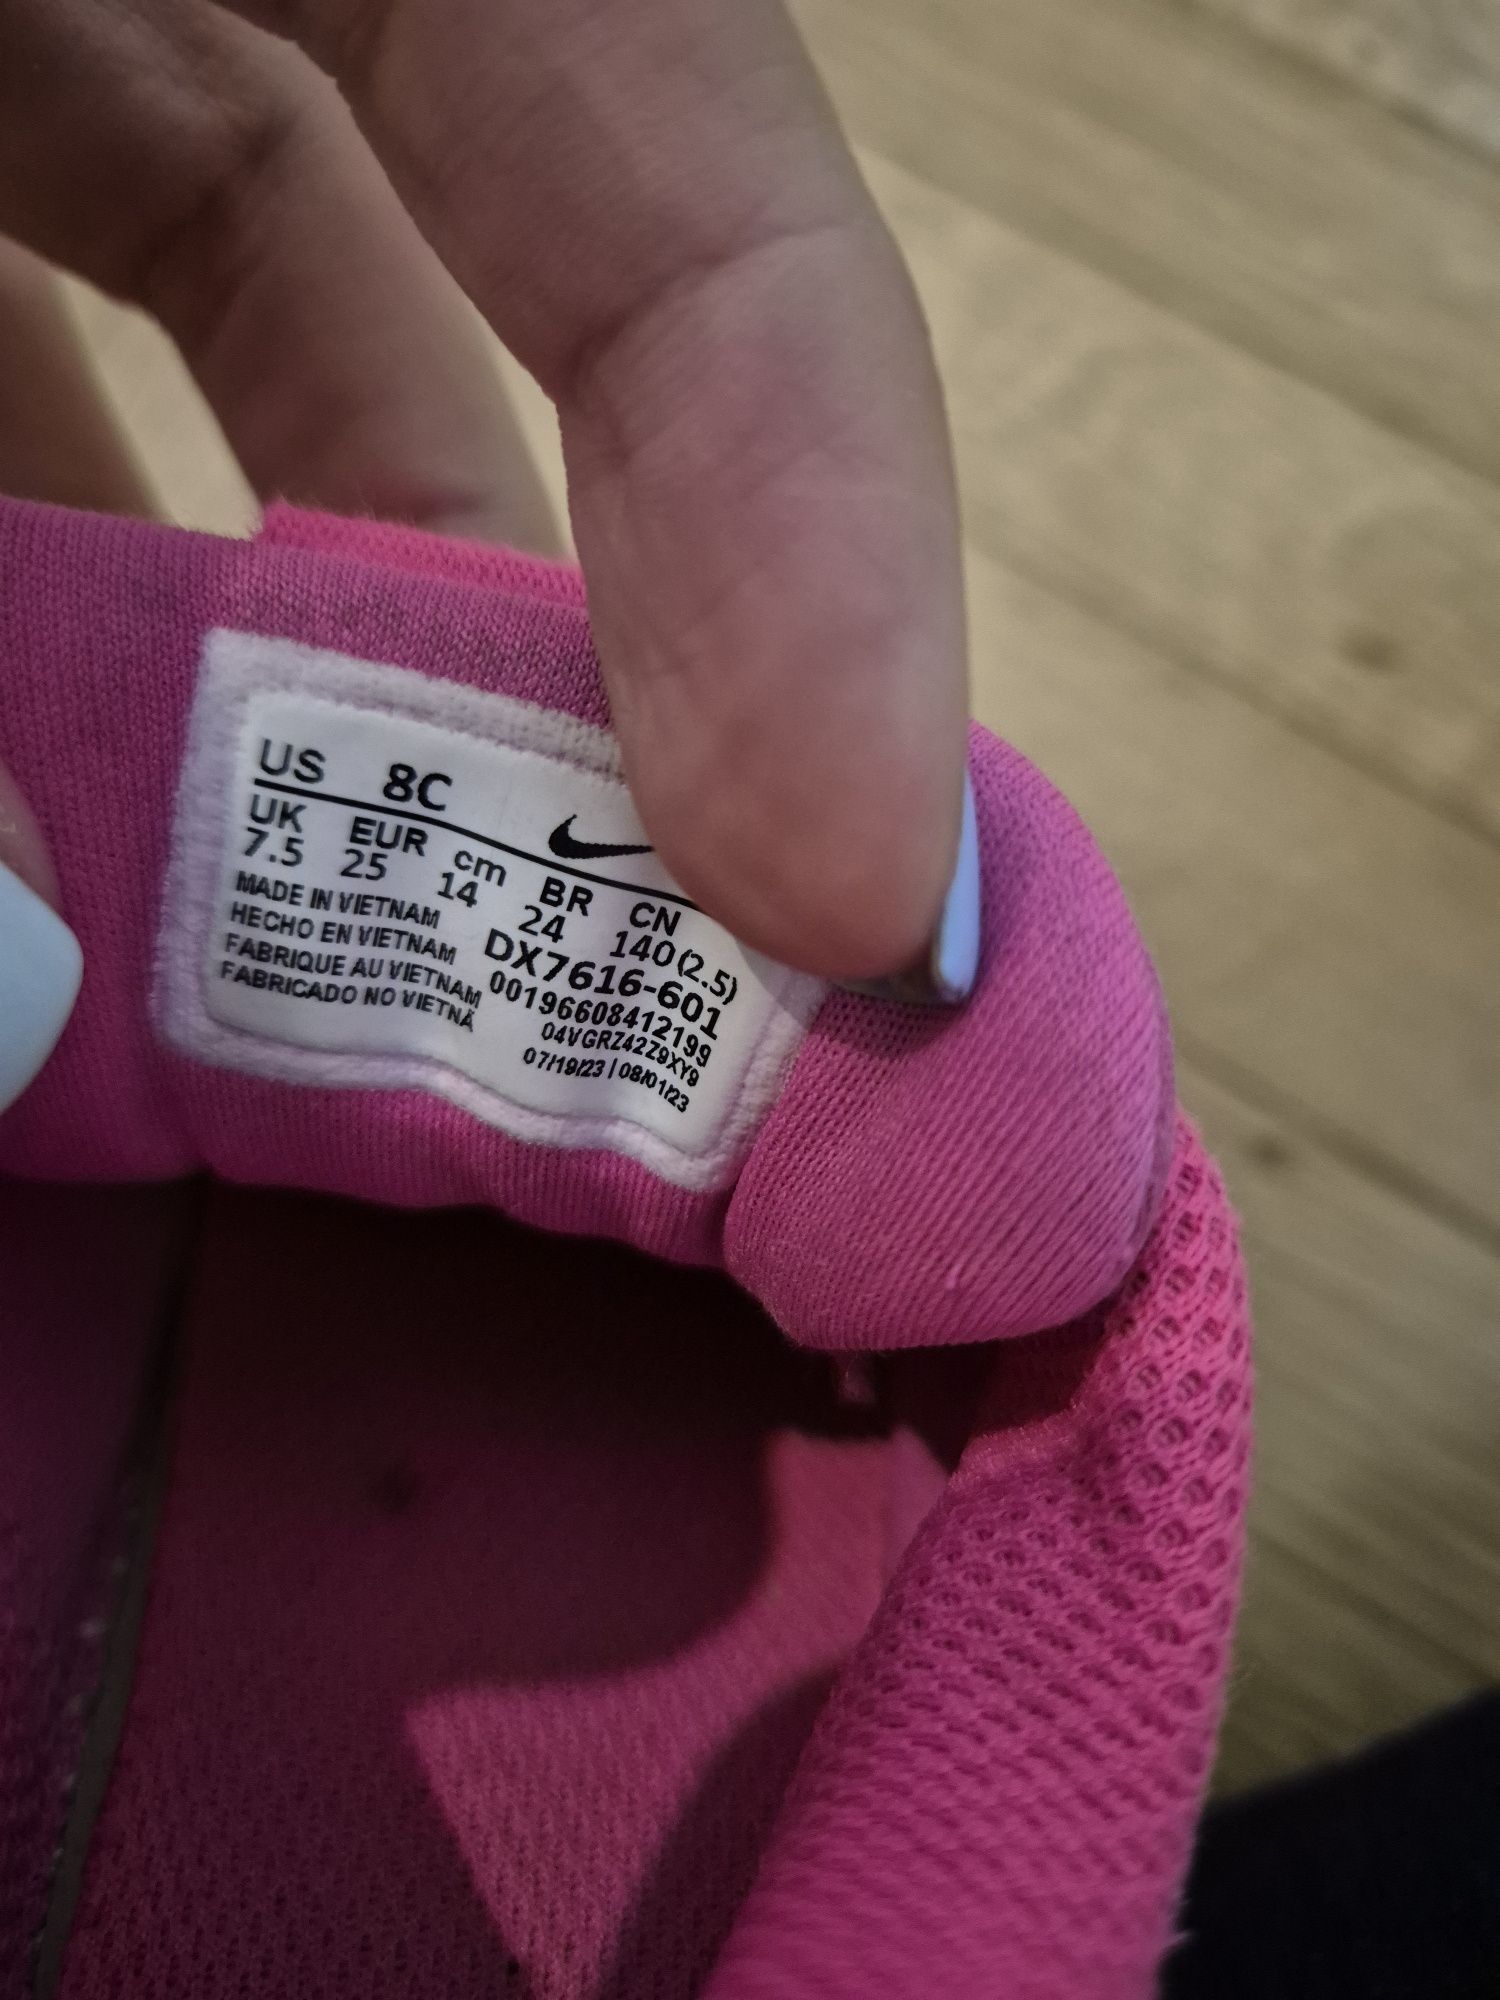 US 8C
UK EUR cm BR CN
7.5 25 14 24 140(2.5)
MADE IN VIETNAM
HECHO EN VIETNAM
FABRIQUE AU VIETNAM
FABRICADO NO VIETNÃ
DX7616-601
00196608412199
04VGRZ42Z9XY9
07/19/23 | 08/01/23